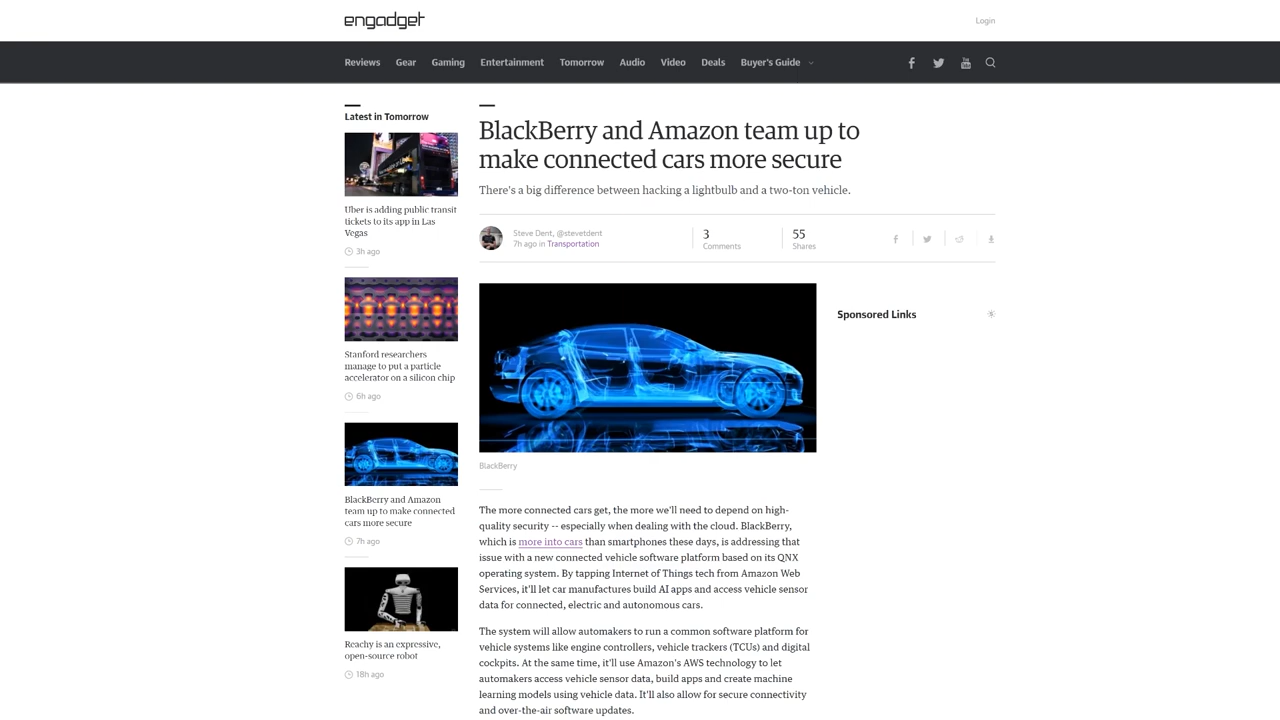 engadget
Login
Reviews
Gear
Gaming
Entertainment
Tomorrow
Audio
Video
Deals
Buyer's Guide
Latest in Tomorrow
Uber is adding public transit
tickets to its app in Las
Vegas
3h ago
Stanford researchers
manage to put a particle
accelerator on a silicon chip
6h ago
BlackBerry and Amazon
team up to make connected
cars more secure
7h ago
Reachy is an expressive,
open-source robot
18h ago
BlackBerry and Amazon team up to
make connected cars more secure
There's a big difference between hacking a lightbulb and a two-ton vehicle.
Steve Dent, @stevetdent
7h ago in Transportation
3
Comments
55
Shares
BlackBerry
Sponsored Links
The more connected cars get, the more we'll need to depend on high-
quality security -- especially when dealing with the cloud. BlackBerry,
which is more into cars than smartphones these days, is addressing that
issue with a new connected vehicle software platform based on its QNX
operating system. By tapping Internet of Things tech from Amazon Web
Services, it'll let car manufactures build AI apps and access vehicle sensor
data for connected, electric and autonomous cars.
The system will allow automakers to run a common software platform for
vehicle systems like engine controllers, vehicle trackers (TCUs) and digital
cockpits. At the same time, it'll use Amazon's AWS technology to let
automakers access vehicle sensor data, build apps and create machine
learning models using vehicle data. It'll also allow for secure connectivity
and over-the-air software updates.